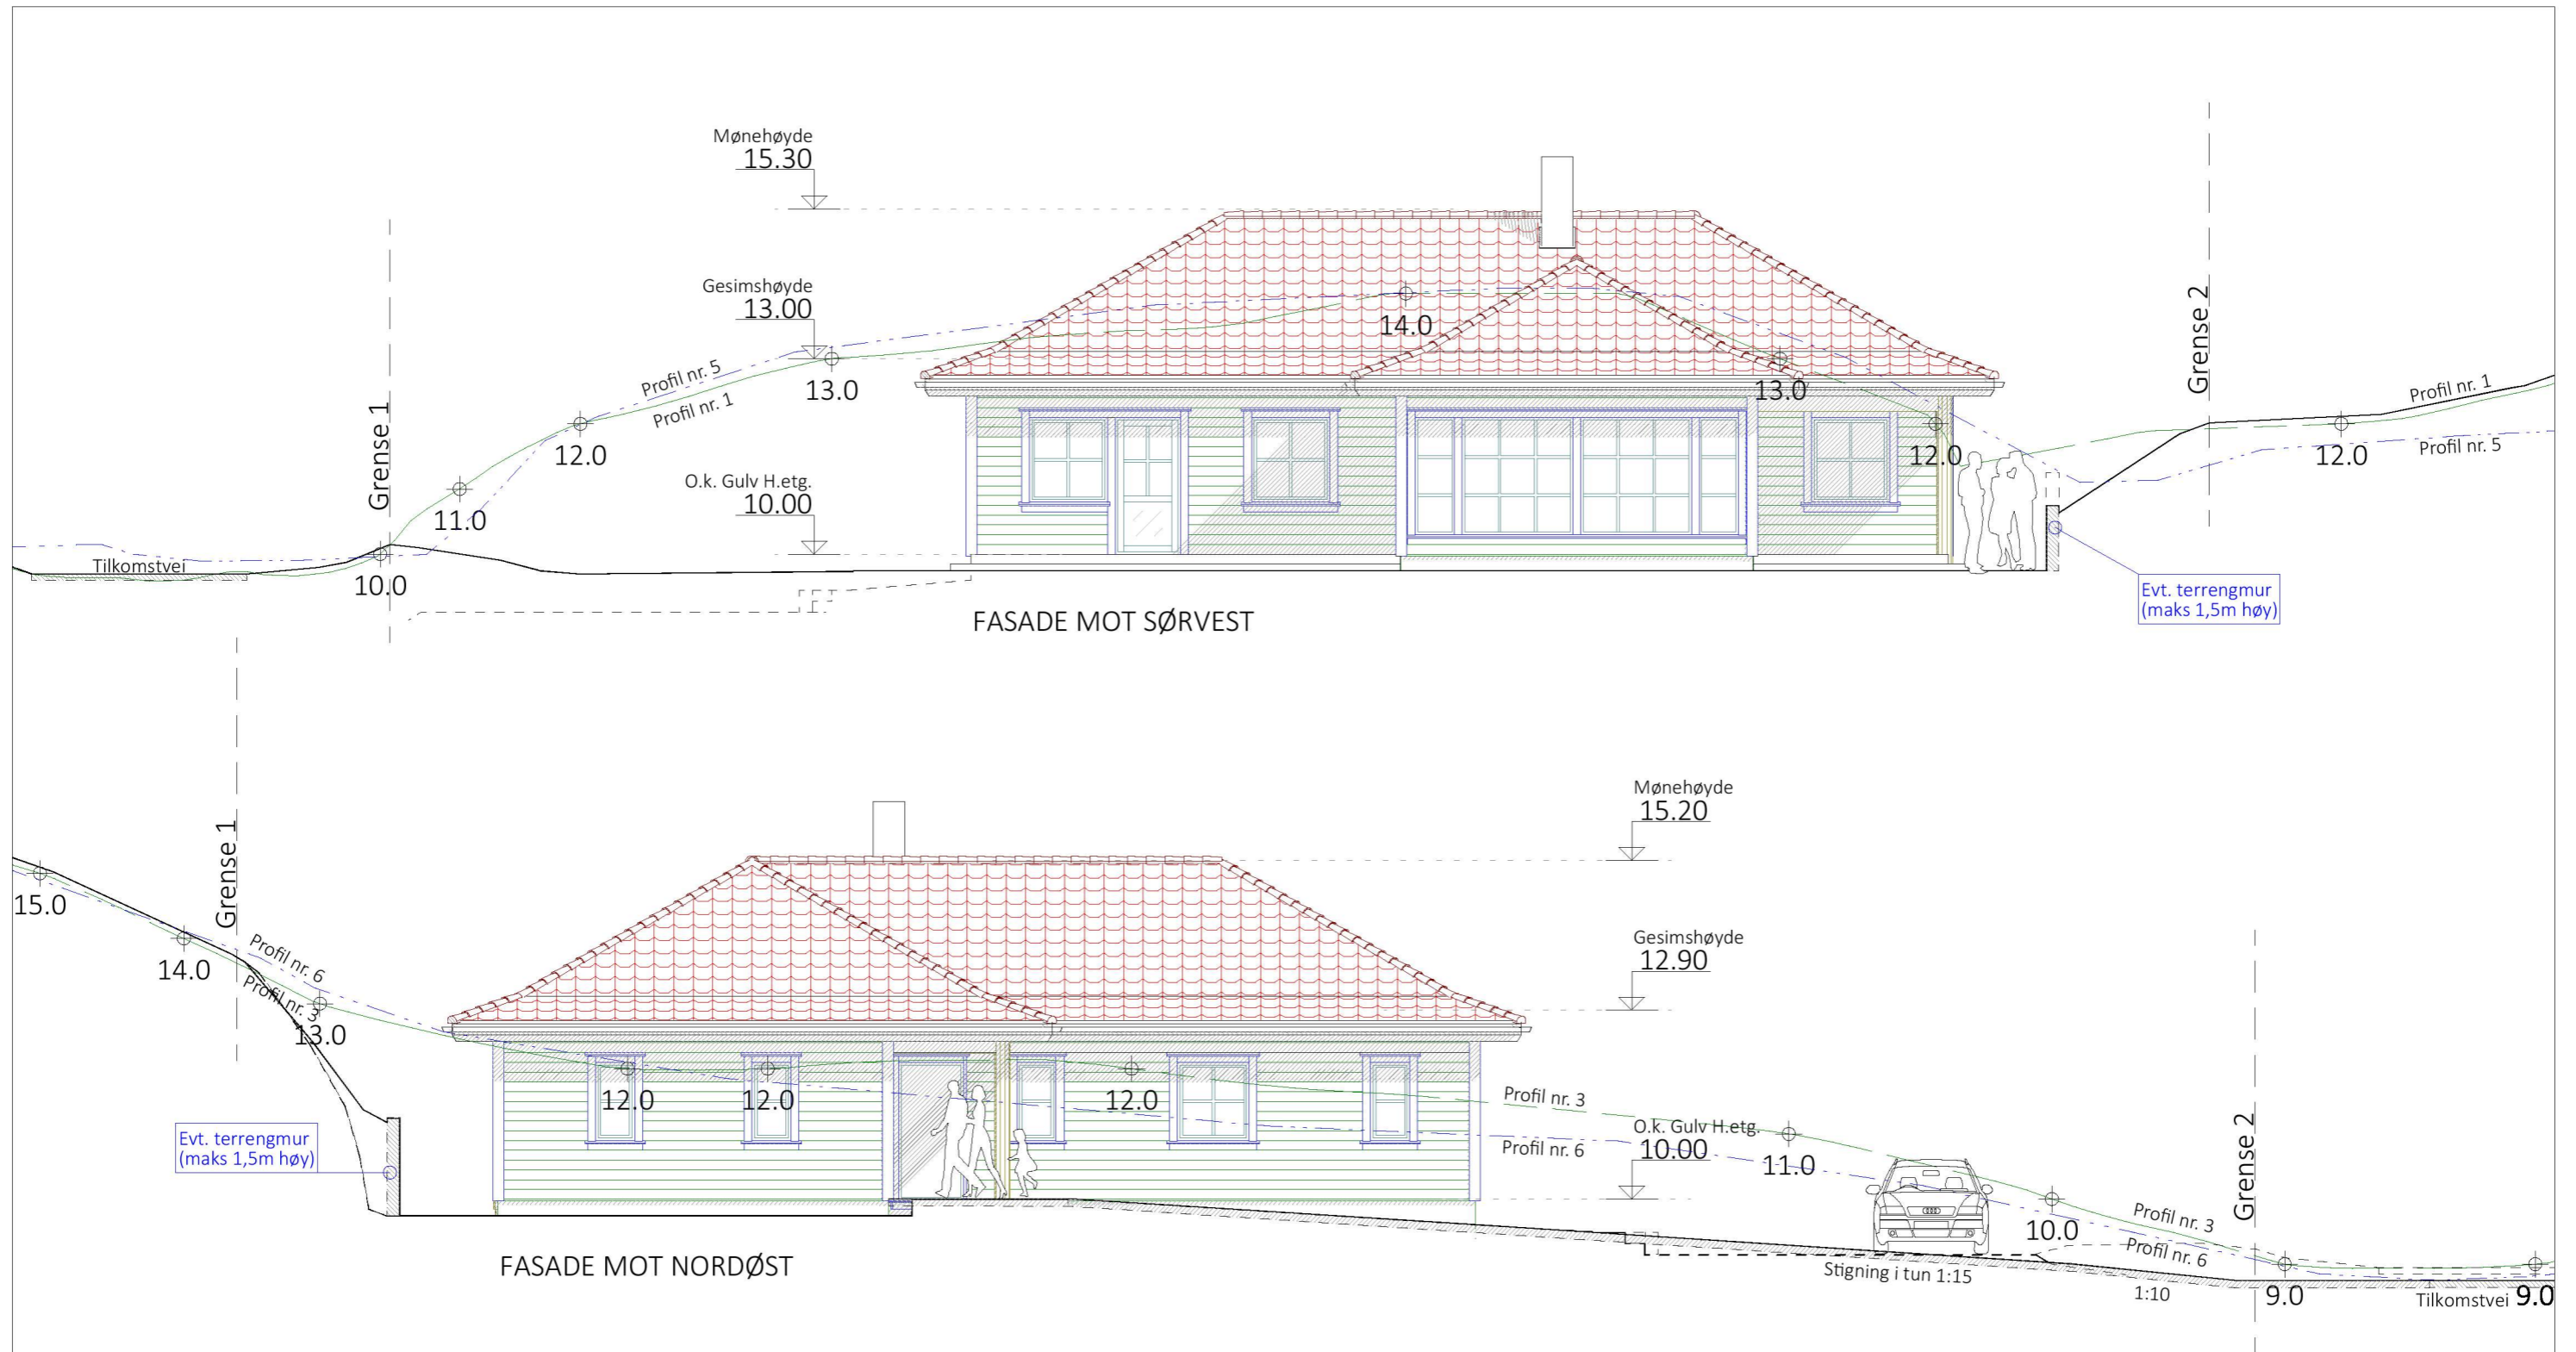 Mønehøyde
15.30
Gesimshøyde
13.00
O.k. Gulv H.etg.
10.00
Grense 1
Grense 2
Profil nr. 5
Profil nr. 1
10.0
11.0
12.0
13.0
14.0
13.0
12.0
12.0
Profil nr. 1
Profil nr. 5
Tilkomstvei
Evt. terrengmur
(maks 1,5m høy)
FASADE MOT SØRVEST
Mønehøyde
15.20
Gesimshøyde
12.90
O.k. Gulv H.etg.
10.00
Grense 1
Grense 2
15.0
14.0
13.0
Profil nr. 6
Profil nr. 3
12.0
12.0
12.0
Profil nr. 3
Profil nr. 6
11.0
10.0
Profil nr. 3
Profil nr. 6
Evt. terrengmur
(maks 1,5m høy)
Stigning i tun 1:15
1:10
9.0
Tilkomstvei
9.0
FASADE MOT NORDØST